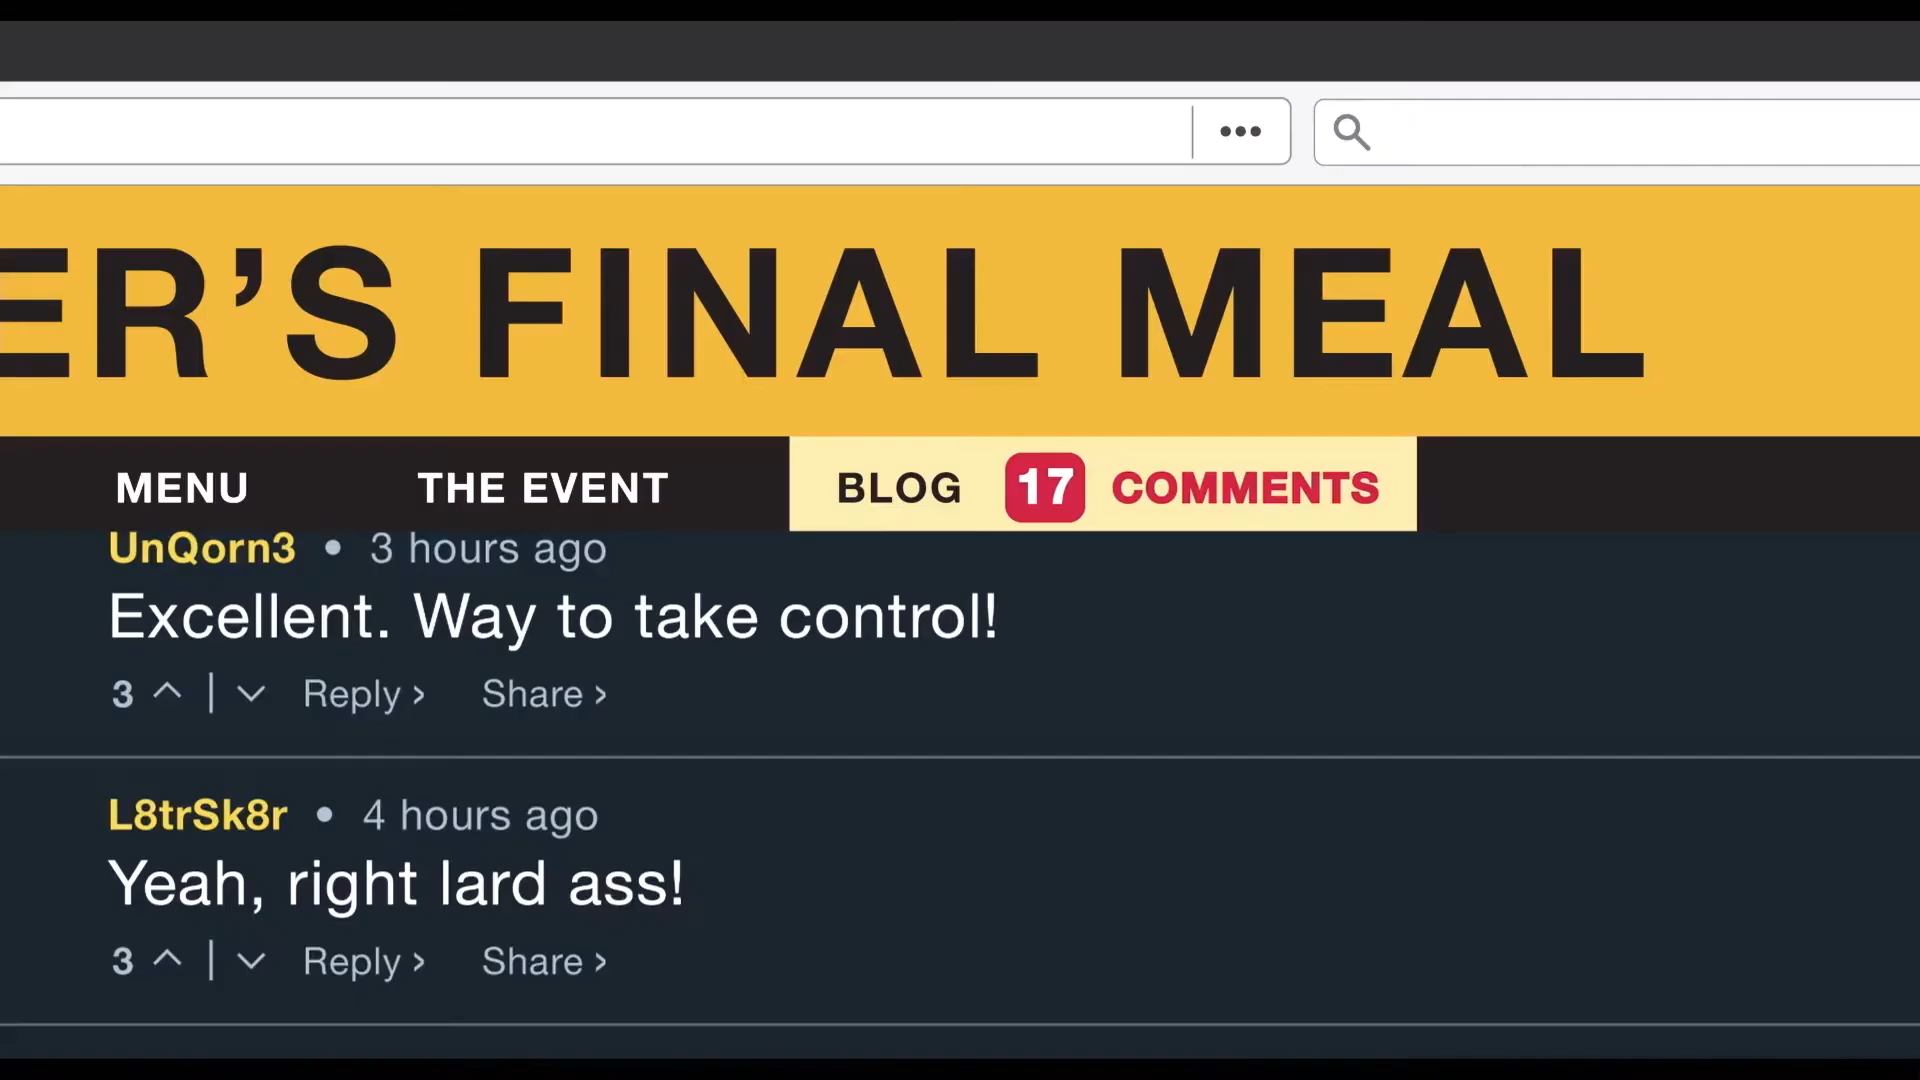 ER’S FINAL MEAL
MENU THE EVENT BLOG 17 COMMENTS
UnQorn3 • 3 hours ago
Excellent. Way to take control!
3 | Reply › Share ›
L8trSk8r • 4 hours ago
Yeah, right lard ass!
3 | Reply › Share ›